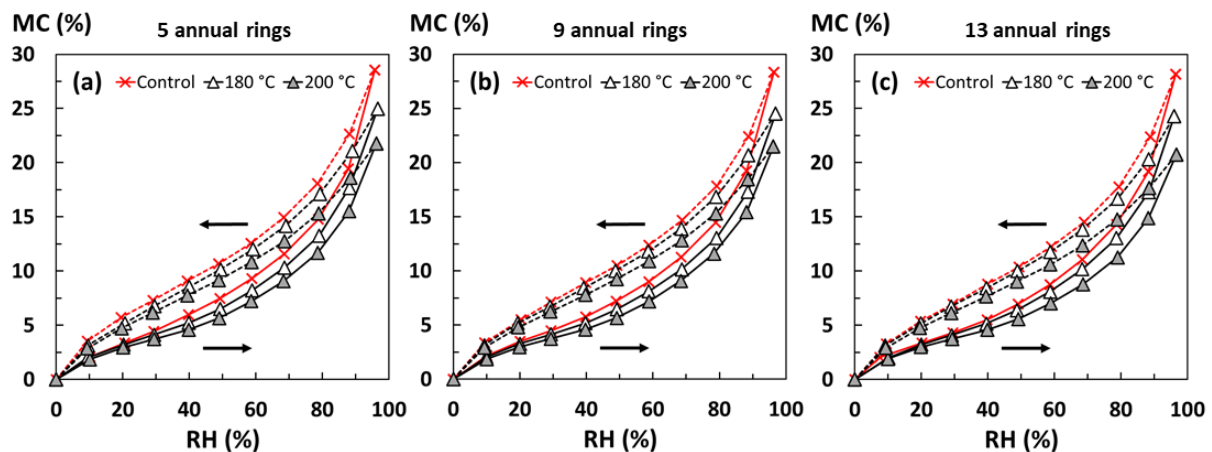 MC (%) 5 annual rings
30
25
20
15
10
5
0
(a)
Control 180 °C 200 °C
0 20 40 60 80 100
RH (%)
MC (%) 9 annual rings
30
25
20
15
10
5
0
(b)
Control 180 °C 200 °C
0 20 40 60 80 100
RH (%)
MC (%) 13 annual rings
30
25
20
15
10
5
0
(c)
Control 180 °C 200 °C
0 20 40 60 80 100
RH (%)